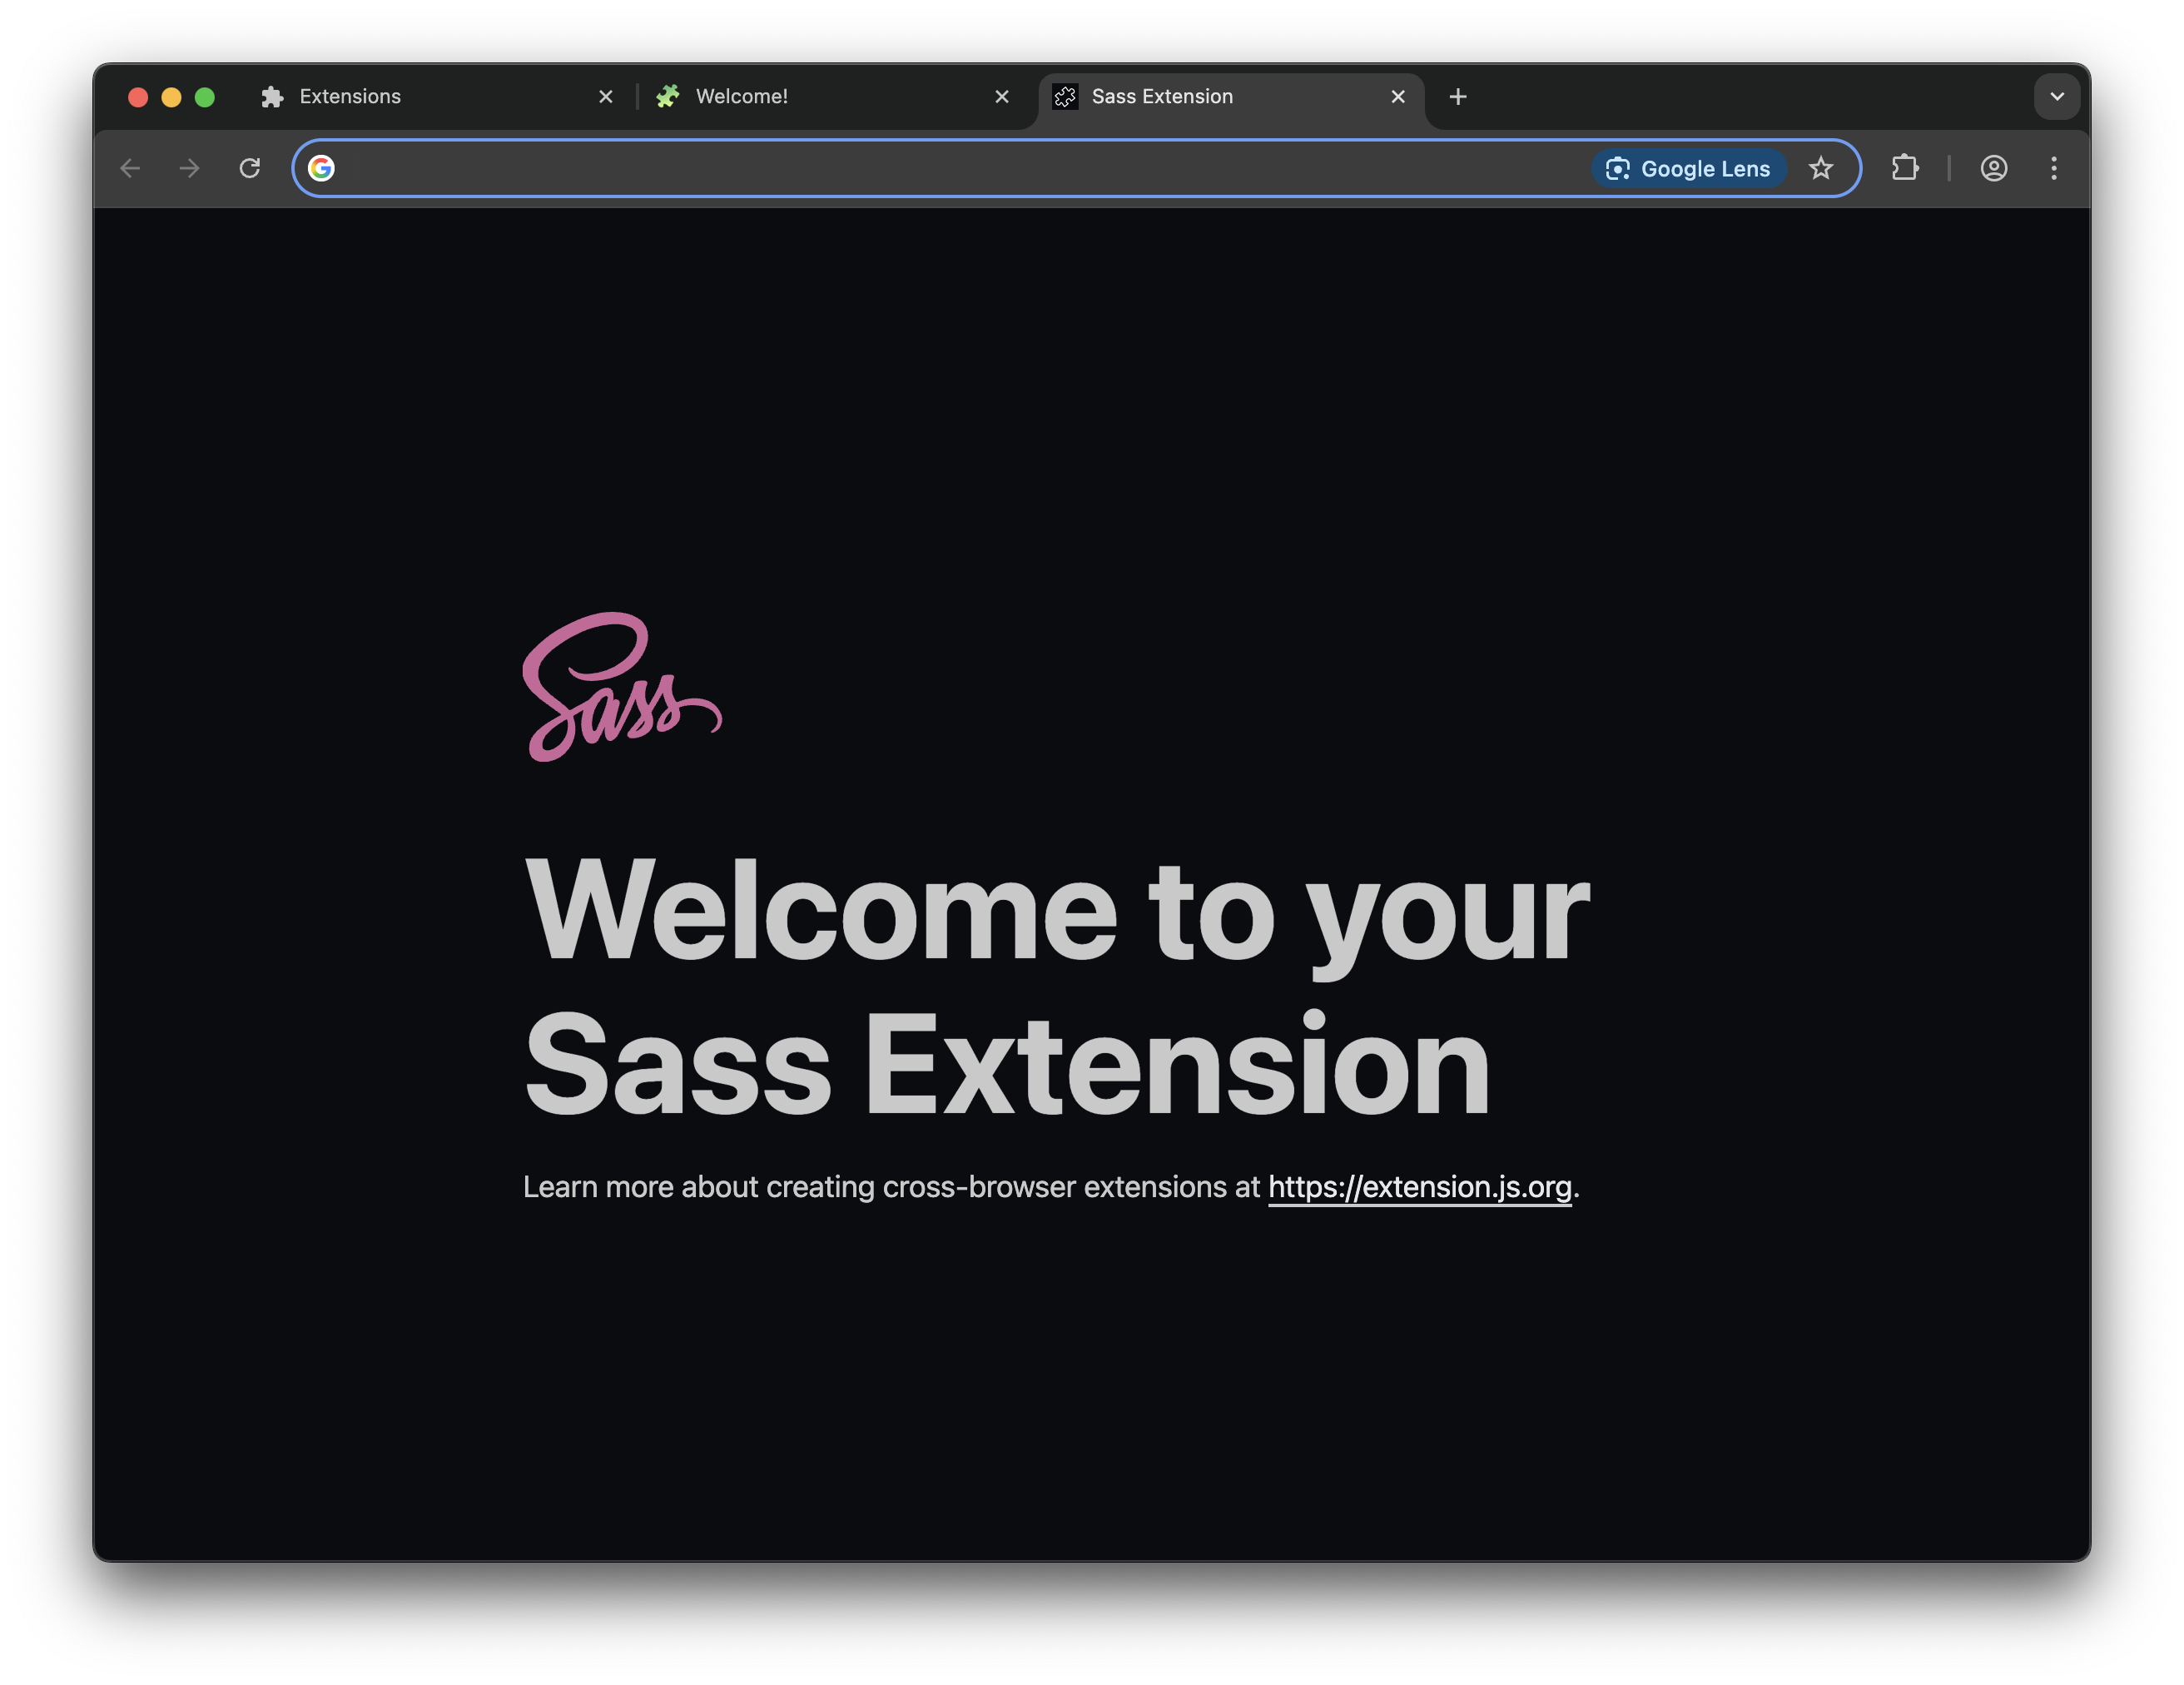 Extensions
Welcome!
Sass Extension
Google Lens
Sass
Welcome to your
Sass Extension
Learn more about creating cross-browser extensions at https://extension.js.org.